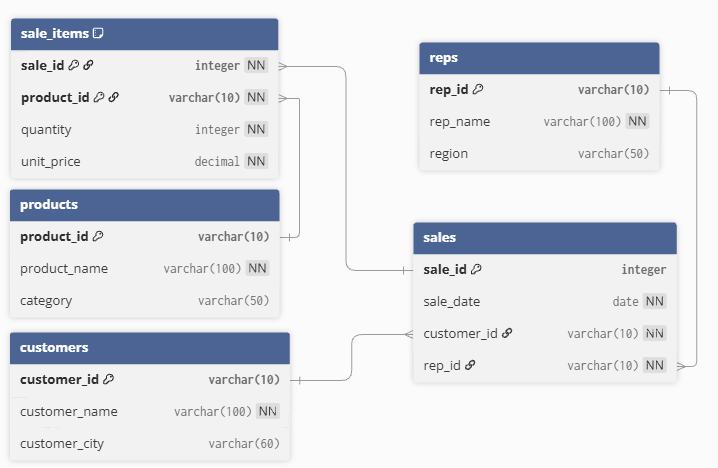 sale_items
sale_id integer NN
product_id varchar(10) NN
quantity integer NN
unit_price decimal NN
products
product_id varchar(10)
product_name varchar(100) NN
category varchar(50)
customers
customer_id varchar(10)
customer_name varchar(100) NN
customer_city varchar(60)
reps
rep_id varchar(10)
rep_name varchar(100) NN
region varchar(50)
sales
sale_id integer
sale_date date NN
customer_id varchar(10) NN
rep_id varchar(10) NN